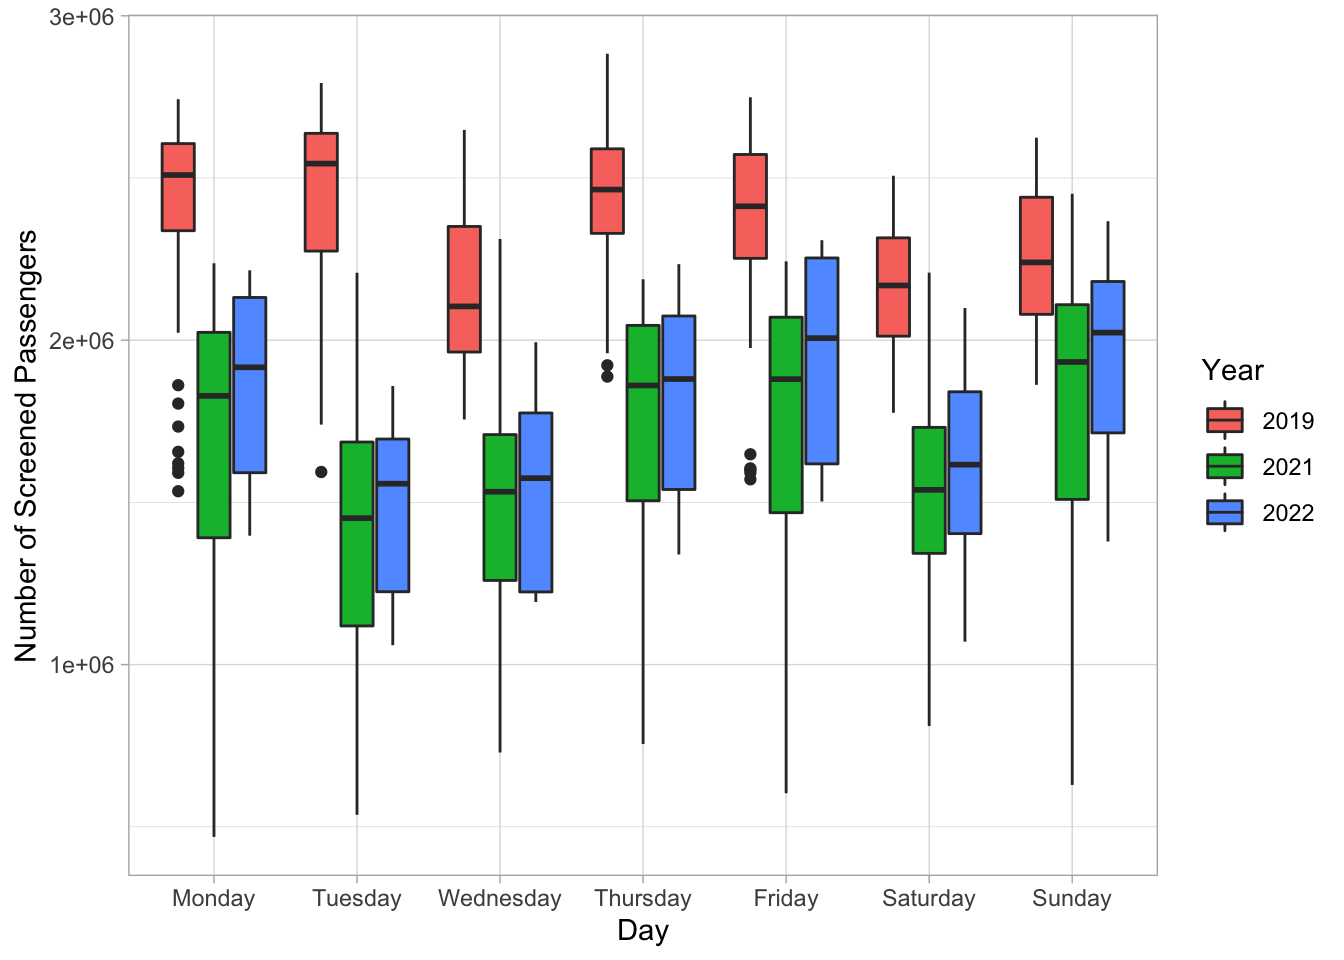 Number of Screened Passengers
3e+06
2e+06
1e+06
Monday Tuesday Wednesday Thursday Friday Saturday Sunday
Day
Year
2019
2021
2022